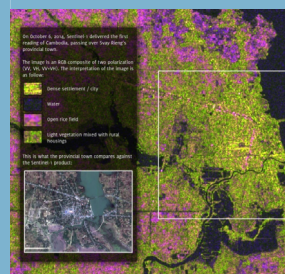 On October 6, 2014, Sentinel-1 delivered the first
reading of Cambodia, passing over Svay Rieng's
provincial town.
The image is an RGB composite of two polarization
(VV, VH, VV+VH). The interpretation of the image is
as follow:
Dense settlement / city
Water
Open rice field
Light vegetation mixed with rural
housings
This is what the provincial town compares against
the Sentinel-1 product: